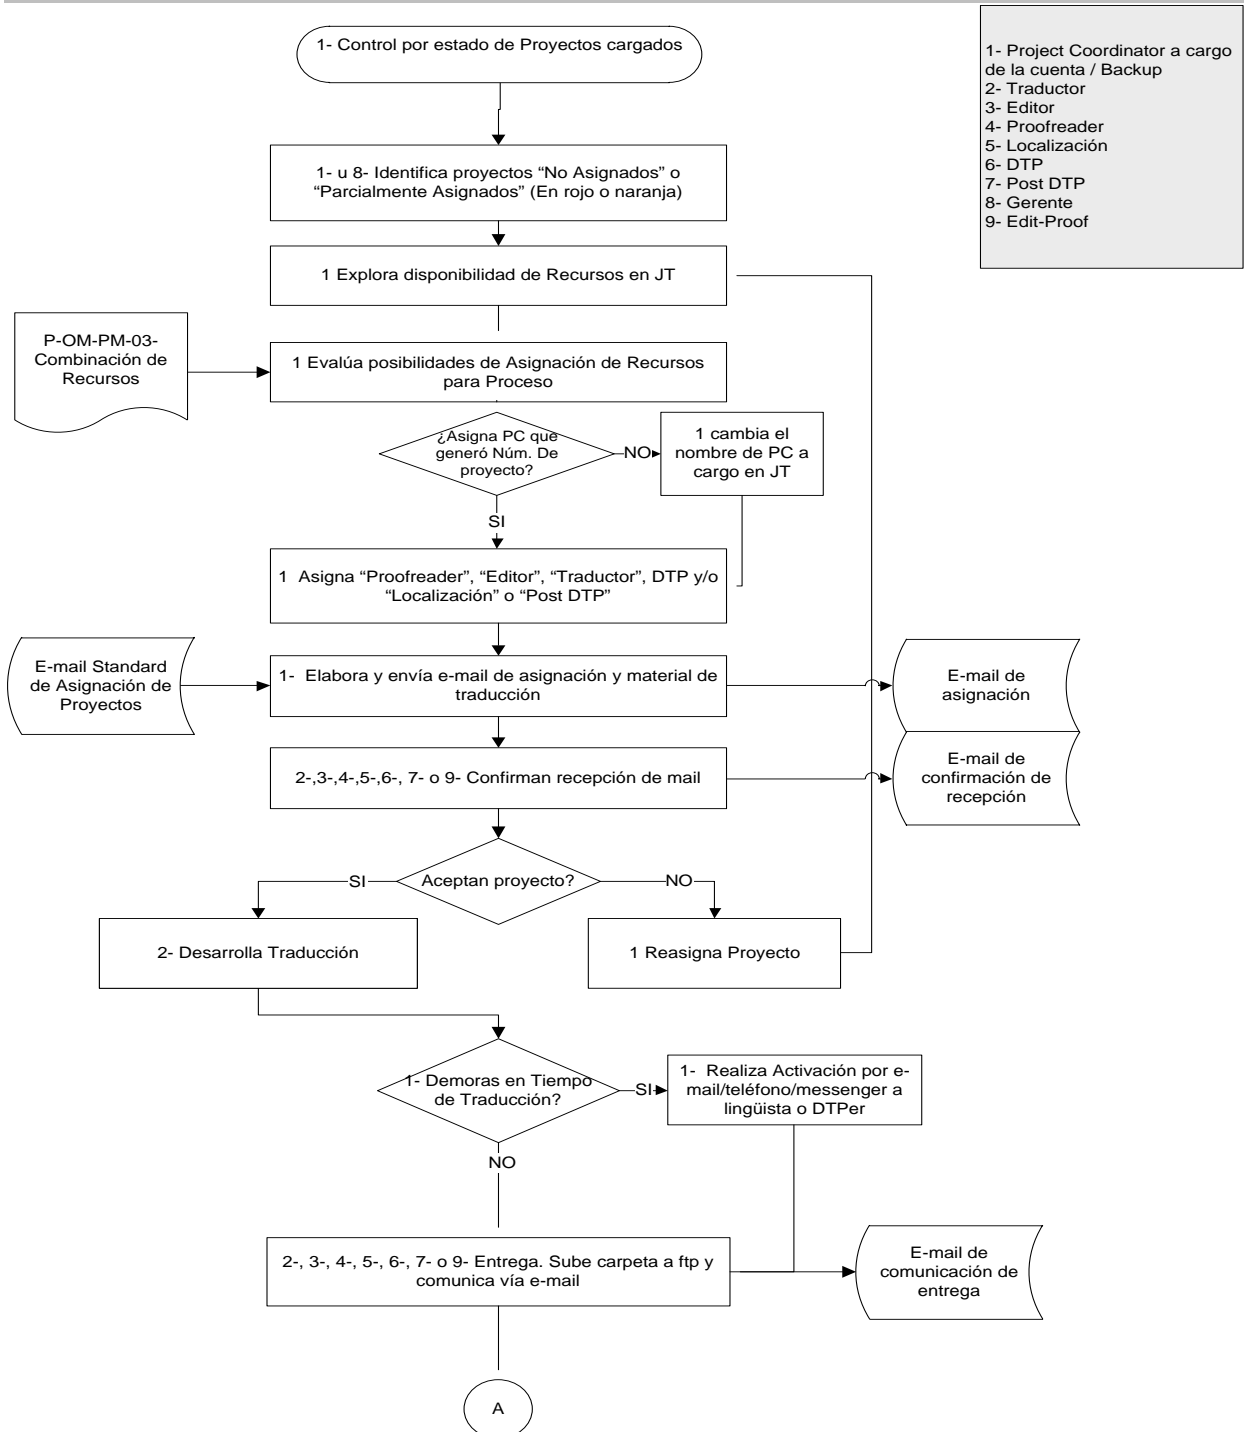 1- Control por estado de Proyectos cargados
1- Project Coordinator a cargo
de la cuenta / Backup
2- Traductor
3- Editor
4- Proofreader
5- Localización
6- DTP
7- Post DTP
8- Gerente
9- Edit-Proof
1- u 8- Identifica proyectos “No Asignados” o
“Parcialmente Asignados” (En rojo o naranja)
1 Explora disponibilidad de Recursos en JT
P-OM-PM-03-
Combinación de
Recursos
1 Evalúa posibilidades de Asignación de Recursos
para Proceso
¿Asigna PC que
generó Núm. De
proyecto?
NO
1 cambia el
nombre de PC a
cargo en JT
SI
1 Asigna “Proofreader”, “Editor”, “Traductor”, DTP y/o
“Localización” o “Post DTP”
E-mail Standard
de Asignación de
Proyectos
1- Elabora y envía e-mail de asignación y material de
traducción
E-mail de
asignación
2-,3-,4-,5-,6-, 7- o 9- Confirman recepción de mail
E-mail de
confirmación de
recepción
Aceptan proyecto?
SI
NO
2- Desarrolla Traducción
1 Reasigna Proyecto
1- Demoras en Tiempo
de Traducción?
SI
1- Realiza Activación por e-
mail/teléfono/messenger a
lingüista o DTPer
NO
2-, 3-, 4-, 5-, 6-, 7- o 9- Entrega. Sube carpeta a ftp y
comunica vía e-mail
E-mail de
comunicación de
entrega
A